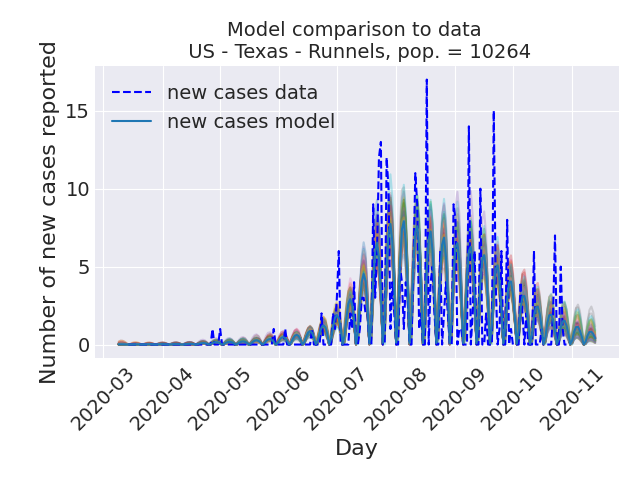 Model comparison to data
US - Texas - Runnels, pop. = 10264
Number of new cases reported
15
10
5
0
new cases data
new cases model
2020-03
2020-04
2020-05
2020-06
2020-07
2020-08
2020-09
2020-10
2020-11
Day